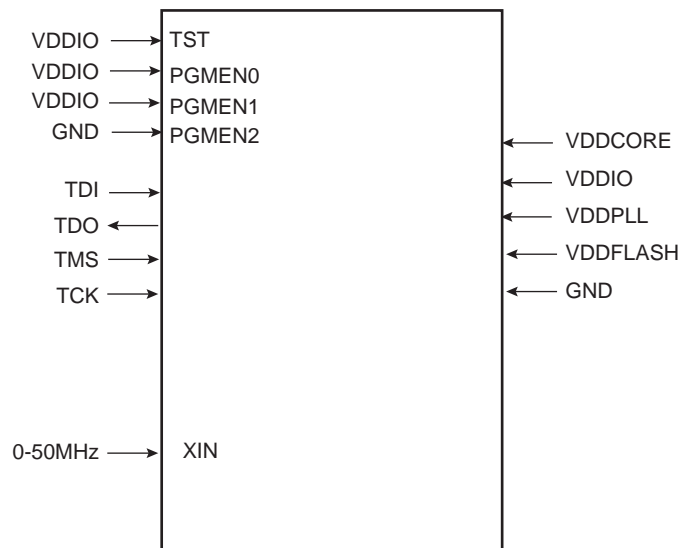 VDDIO TST
VDDIO PGMEN0
VDDIO PGMEN1
GND PGMEN2
VDDCORE
VDDIO
VDDPLL
VDDFLASH
GND
TDI
TDO
TMS
TCK
0-50MHz XIN